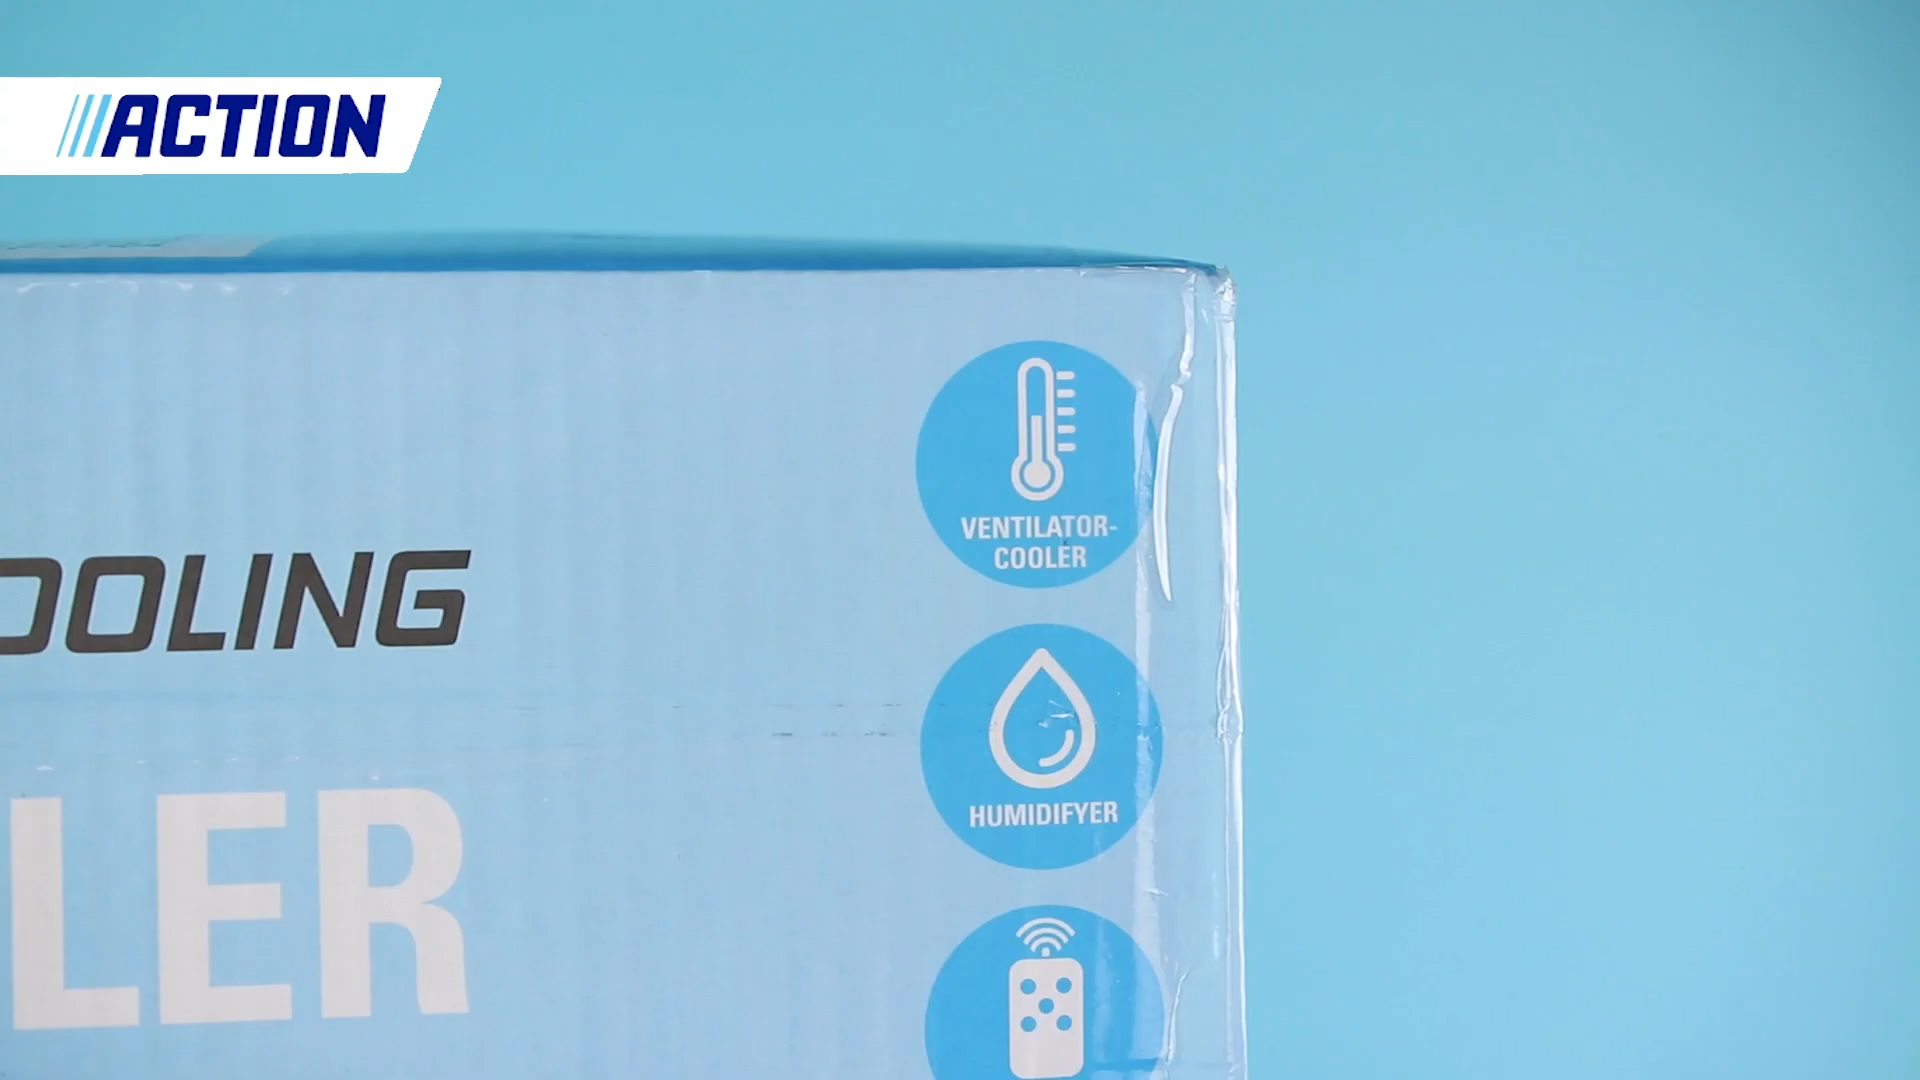 ACTION
OOLING
LER
VENTILATOR-
COOLER
HUMIDIFYER